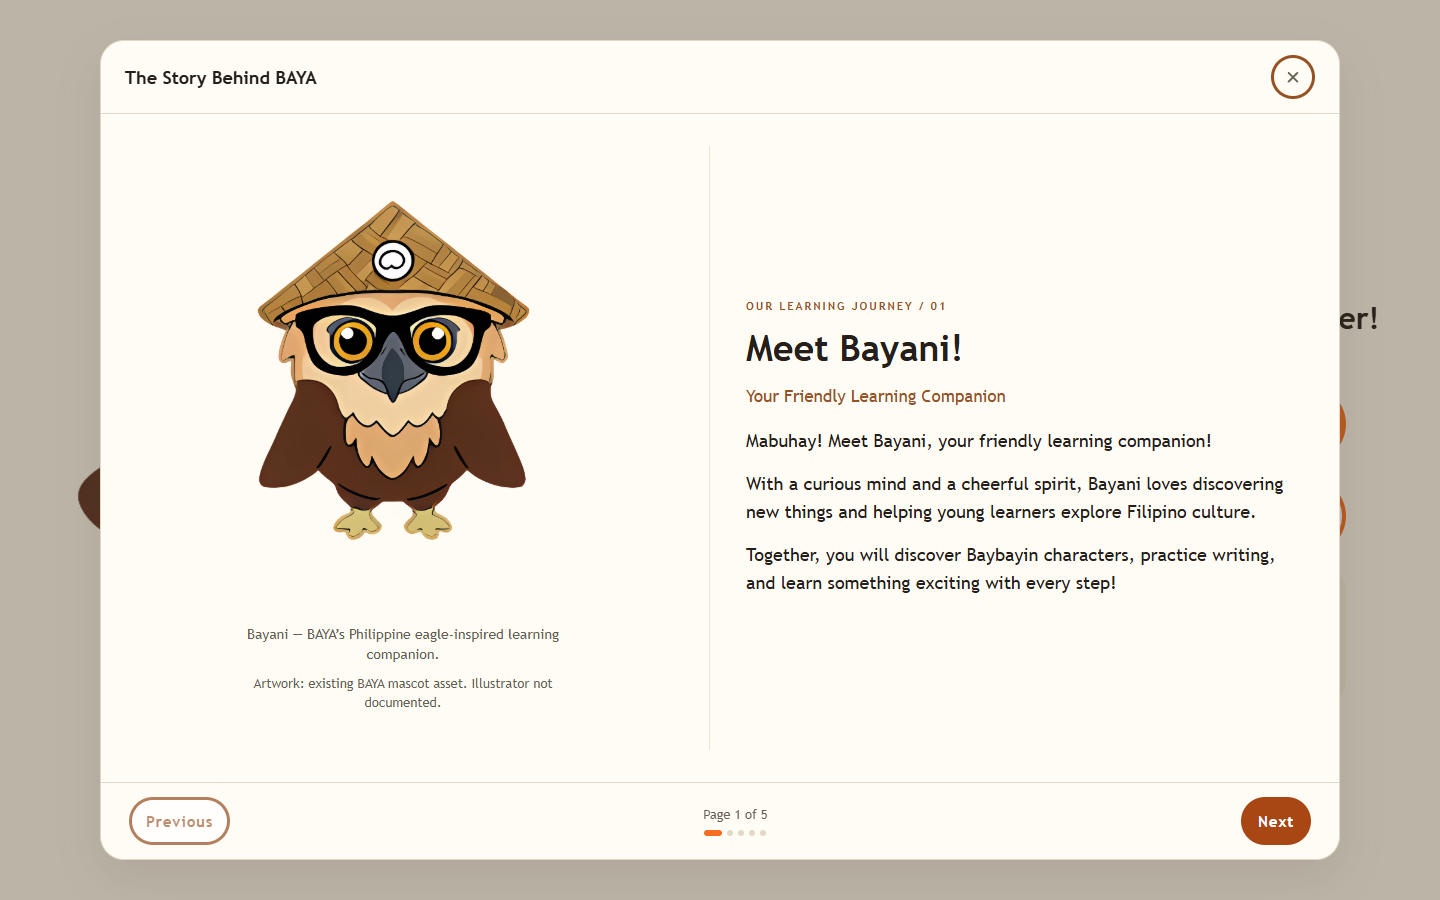 The Story Behind BAYA
OUR LEARNING JOURNEY / 01
Meet Bayani!
Your Friendly Learning Companion
Mabuhay! Meet Bayani, your friendly learning companion!
With a curious mind and a cheerful spirit, Bayani loves discovering
new things and helping young learners explore Filipino culture.
Together, you will discover Baybayin characters, practice writing,
and learn something exciting with every step!
Bayani — BAYA’s Philippine eagle-inspired learning
companion.
Artwork: existing BAYA mascot asset. Illustrator not
documented.
er!
Previous
Page 1 of 5
Next